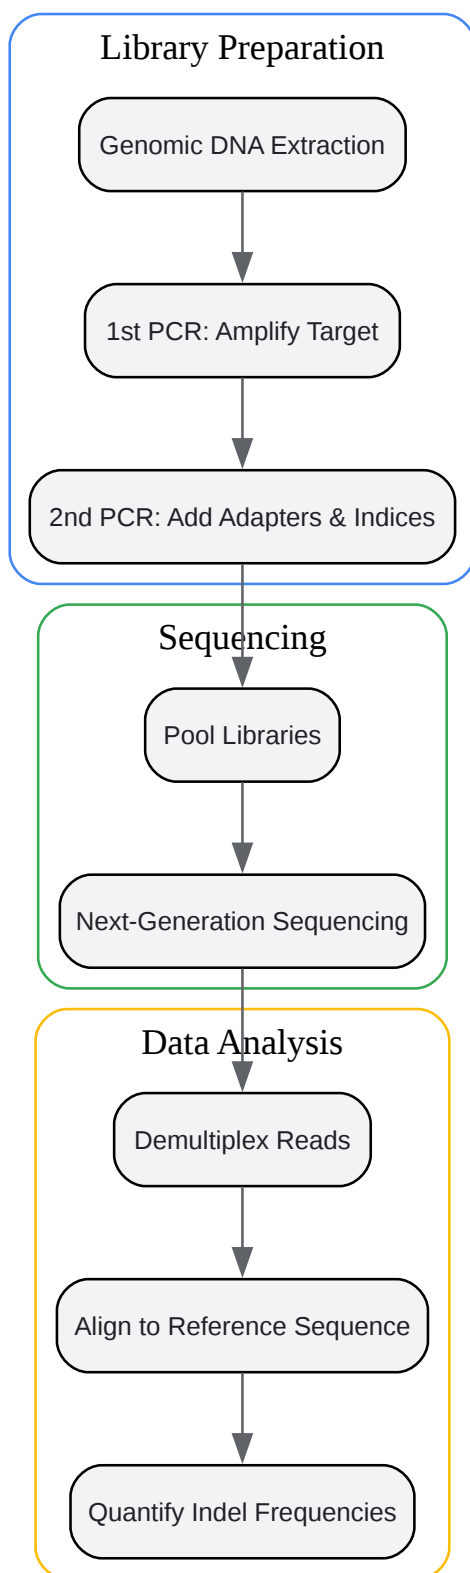 Library Preparation
Genomic DNA Extraction
1st PCR: Amplify Target
2nd PCR: Add Adapters & Indices
Sequencing
Pool Libraries
Next-Generation Sequencing
Data Analysis
Demultiplex Reads
Align to Reference Sequence
Quantify Indel Frequencies